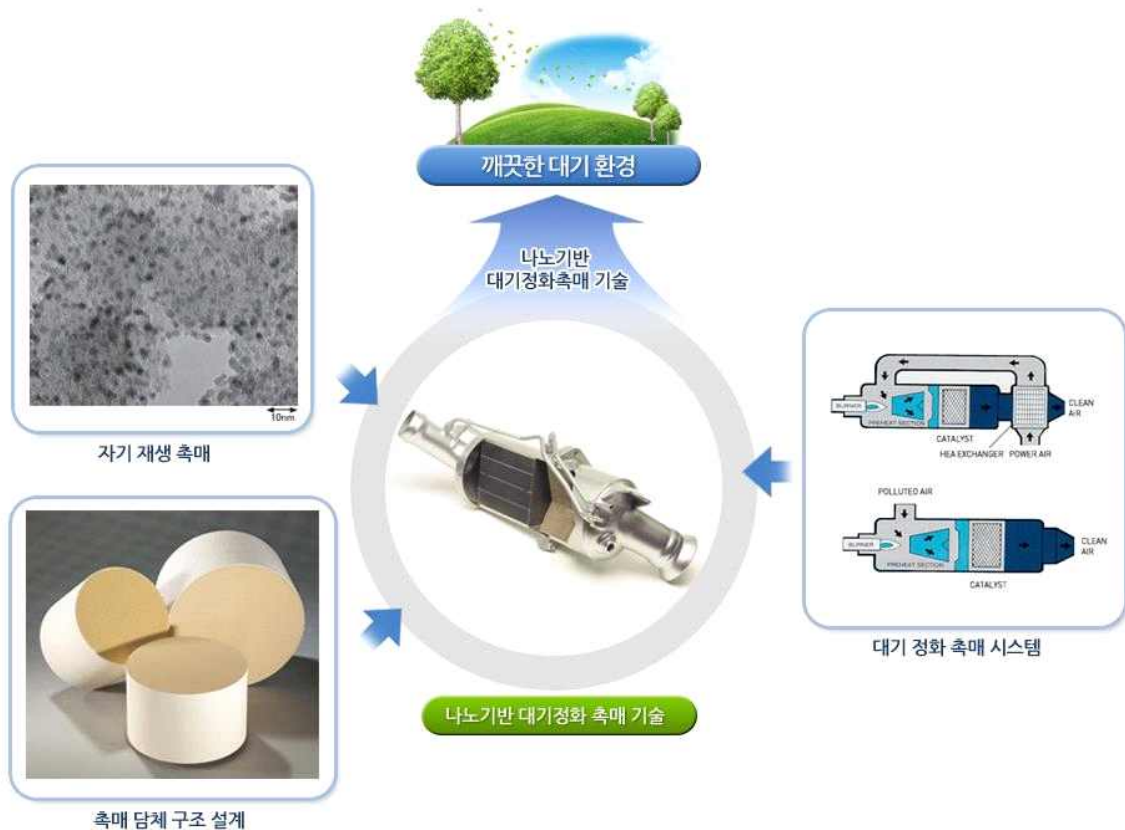 깨끗한 대기 환경
나노기반
대기정화촉매 기술
10nm
자기 재생 촉매
BURNER
PREHEAT SECTION
CATALYST
CLEAN
AIR
HEA EXCHANGER
POWER AIR
POLLUTED AIR
BURNER
PREHEAT SECTION
CATALYST
CLEAN
AIR
대기 정화 촉매 시스템
나노기반 대기정화 촉매 기술
촉매 담체 구조 설계